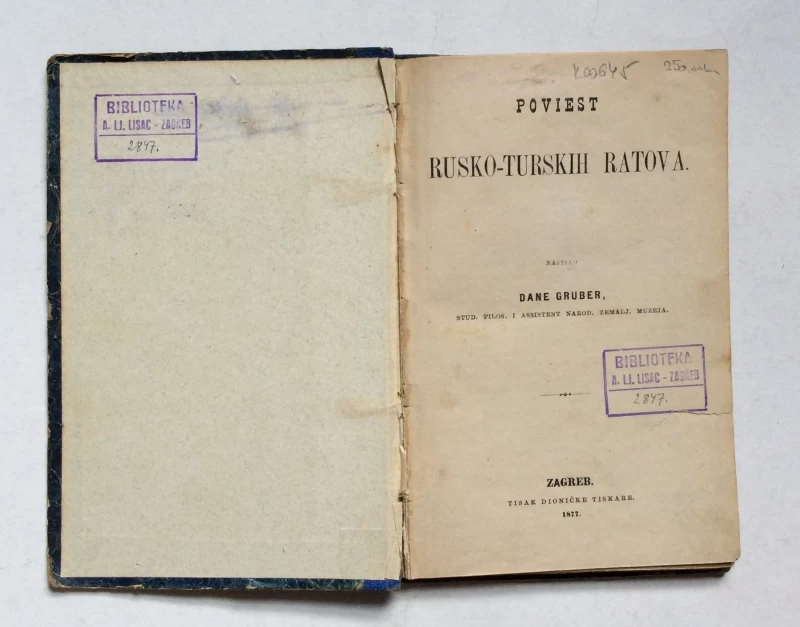 BIBLIOTEKA
A. LJ. LISAC - ZAGREB
2847.
POVIEST
RUSKO-TURSKIH RATOVA.
NAPISAO
DANE GRUBER,
STUD. FILOS. I ASSISTENT NAROD. ZEMALJ. MUZEJA.
BIBLIOTEKA
A. LJ. LISAC - ZAGREB
2847.
ZAGREB.
TISAK DIONIČKE TISKARE.
1877.